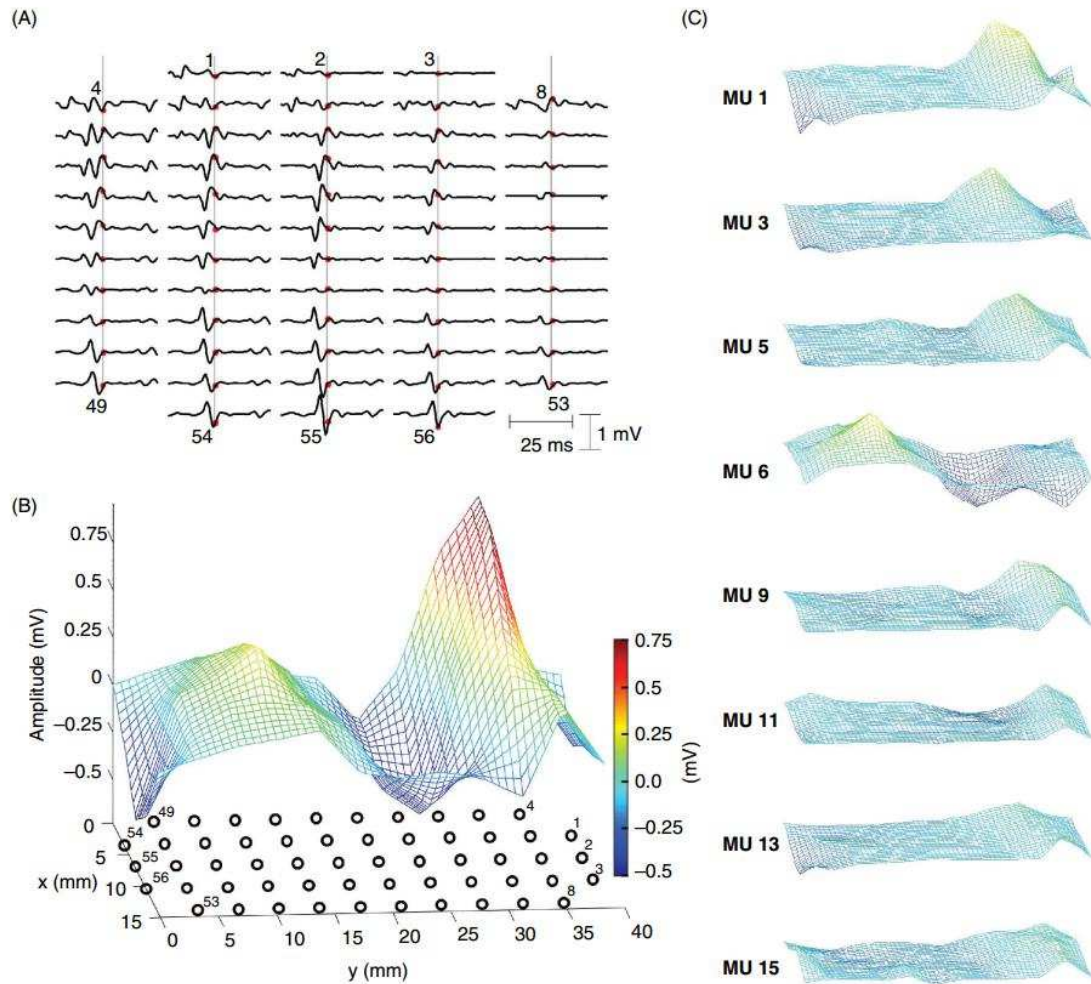 (A)
1 2 3
4 8
49 53
54 55 56
25 ms
1 mV
(B)
0.75
0.5
0.25
0
−0.25
−0.5
Amplitude (mV)
0.75
0.5
0.25
0.0
−0.25
−0.5
(mV)
49 4
54 1
55 2
56 3
53 8
0
5
10
15
x (mm)
0 5 10 15 20 25 30 35 40
y (mm)
(C)
MU 1
MU 3
MU 5
MU 6
MU 9
MU 11
MU 13
MU 15